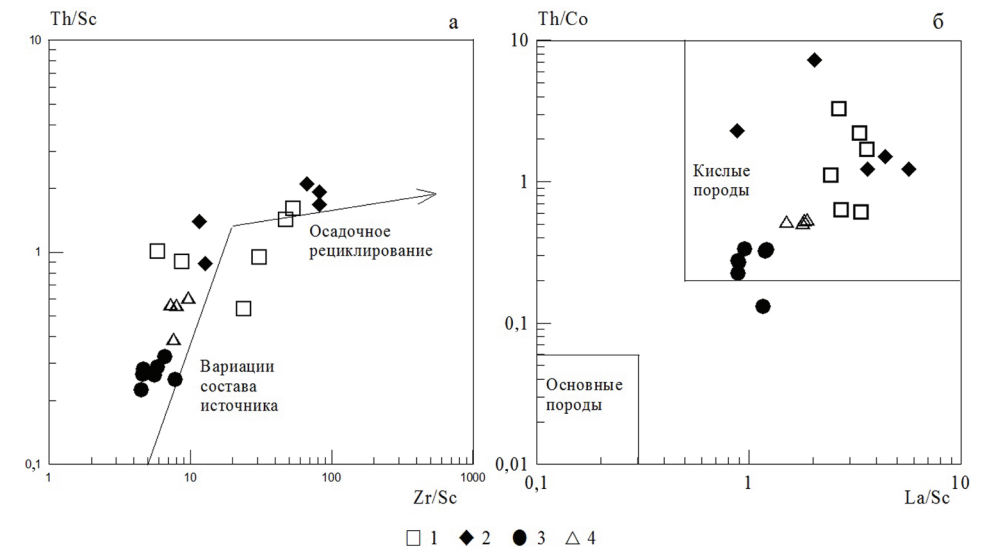 Th/Sc
а
10
1
0,1
Осадочное
рециклирование
Вариации
состава
источника
1
10
100
1000
Zr/Sc
Th/Co
б
10
1
0,1
0,01
Кислые
породы
Основные
породы
0,1
1
10
La/Sc
1 2 3 4